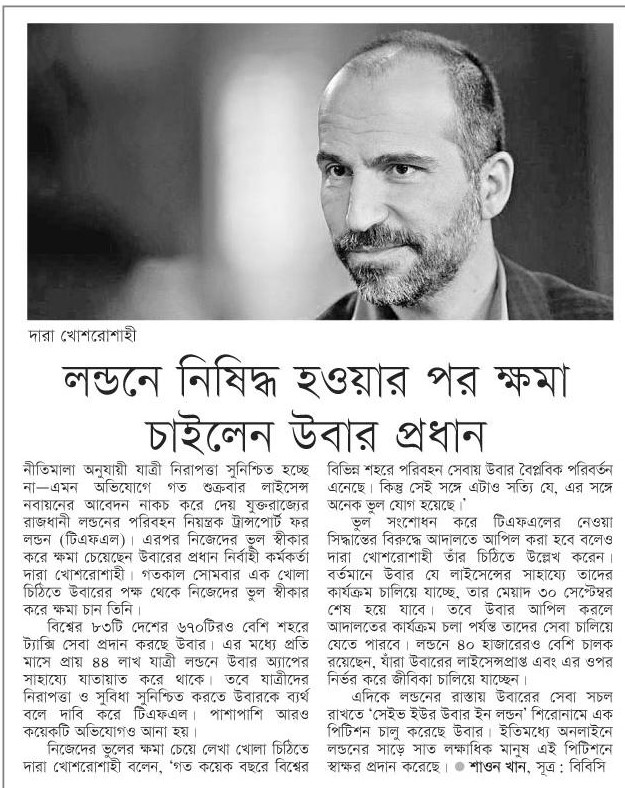 দারা খোশরোশাহী
লন্ডনে নিষিদ্ধ হওয়ার পর ক্ষমা
চাইলেন উবার প্রধান
নীতিমালা অনুযায়ী যাত্রী নিরাপত্তা সুনিশ্চিত হচ্ছে
না—এমন অভিযোগে গত শুক্রবার লাইসেন্স
নবায়নের আবেদন নাকচ করে দেয় যুক্তরাজ্যের
রাজধানী লন্ডনের পরিবহন নিয়ন্ত্রক ট্রান্সপোর্ট ফর
লন্ডন (টিএফএল)। এরপর নিজেদের ভুল স্বীকার
করে ক্ষমা চেয়েছেন উবারের প্রধান নির্বাহী কর্মকর্তা
দারা খোশরোশাহী। গতকাল সোমবার এক খোলা
চিঠিতে উবারের পক্ষ থেকে নিজেদের ভুল স্বীকার
করে ক্ষমা চান তিনি।
বিশ্বের ৮৩টি দেশের ৬৭০টিরও বেশি শহরে
ট্যাক্সি সেবা প্রদান করছে উবার। এর মধ্যে প্রতি
মাসে প্রায় ৪৪ লাখ যাত্রী লন্ডনে উবার অ্যাপের
সাহায্যে যাতায়াত করে থাকে। তবে যাত্রীদের
নিরাপত্তা ও সুবিধা সুনিশ্চিত করতে উবারকে ব্যর্থ
বলে দাবি করে টিএফএল। পাশাপাশি আরও
কয়েকটি অভিযোগও আনা হয়।
নিজেদের ভুলের ক্ষমা চেয়ে লেখা খোলা চিঠিতে
দারা খোশরোশাহী বলেন, ‘গত কয়েক বছরে বিশ্বের
বিভিন্ন শহরে পরিবহন সেবায় উবার বৈপ্লবিক পরিবর্তন
এনেছে। কিন্তু সেই সঙ্গে এটাও সত্যি যে, এর সঙ্গে
অনেক ভুল যোগ হয়েছে।’
ভুল সংশোধন করে টিএফএলের নেওয়া
সিদ্ধান্তের বিরুদ্ধে আদালতে আপিল করা হবে বলেও
দারা খোশরোশাহী তাঁর চিঠিতে উল্লেখ করেন।
বর্তমানে উবার যে লাইসেন্সের সাহায্যে তাদের
কার্যক্রম চালিয়ে যাচ্ছে, তার মেয়াদ ৩০ সেপ্টেম্বর
শেষ হয়ে যাবে। তবে উবার আপিল করলে
আদালতের কার্যক্রম চলা পর্যন্ত তাদের সেবা চালিয়ে
যেতে পারবে। লন্ডনে ৪০ হাজারেরও বেশি চালক
রয়েছেন, যাঁরা উবারের লাইসেন্সপ্রাপ্ত এবং এর ওপর
নির্ভর করে জীবিকা চালিয়ে যাচ্ছেন।
এদিকে লন্ডনের রাস্তায় উবারের সেবা সচল
রাখতে ‘সেইভ ইউর উবার ইন লন্ডন’ শিরোনামে এক
পিটিশন চালু করেছে উবার। ইতিমধ্যে অনলাইনে
লন্ডনের সাড়ে সাত লক্ষাধিক মানুষ এই পিটিশনে
স্বাক্ষর প্রদান করেছে। ● শাওন খান, সূত্র : বিবিসি